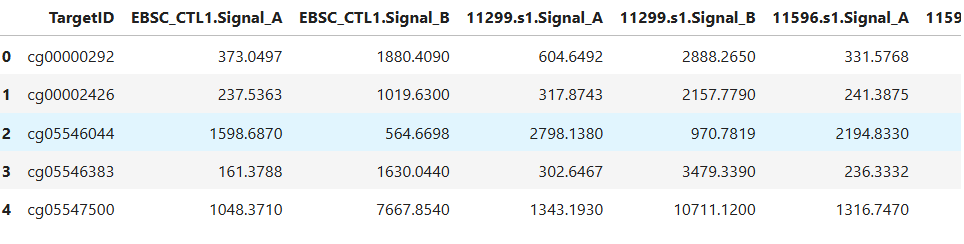 TargetID EBSC_CTL1.Signal_A EBSC_CTL1.Signal_B 11299.s1.Signal_A 11299.s1.Signal_B 11596.s1.Signal_A 1159
0 cg00000292 373.0497 1880.4090 604.6492 2888.2650 331.5768
1 cg00002426 237.5363 1019.6300 317.8743 2157.7790 241.3875
2 cg05546044 1598.6870 564.6698 2798.1380 970.7819 2194.8330
3 cg05546383 161.3788 1630.0440 302.6467 3479.3390 236.3332
4 cg05547500 1048.3710 7667.8540 1343.1930 10711.1200 1316.7470